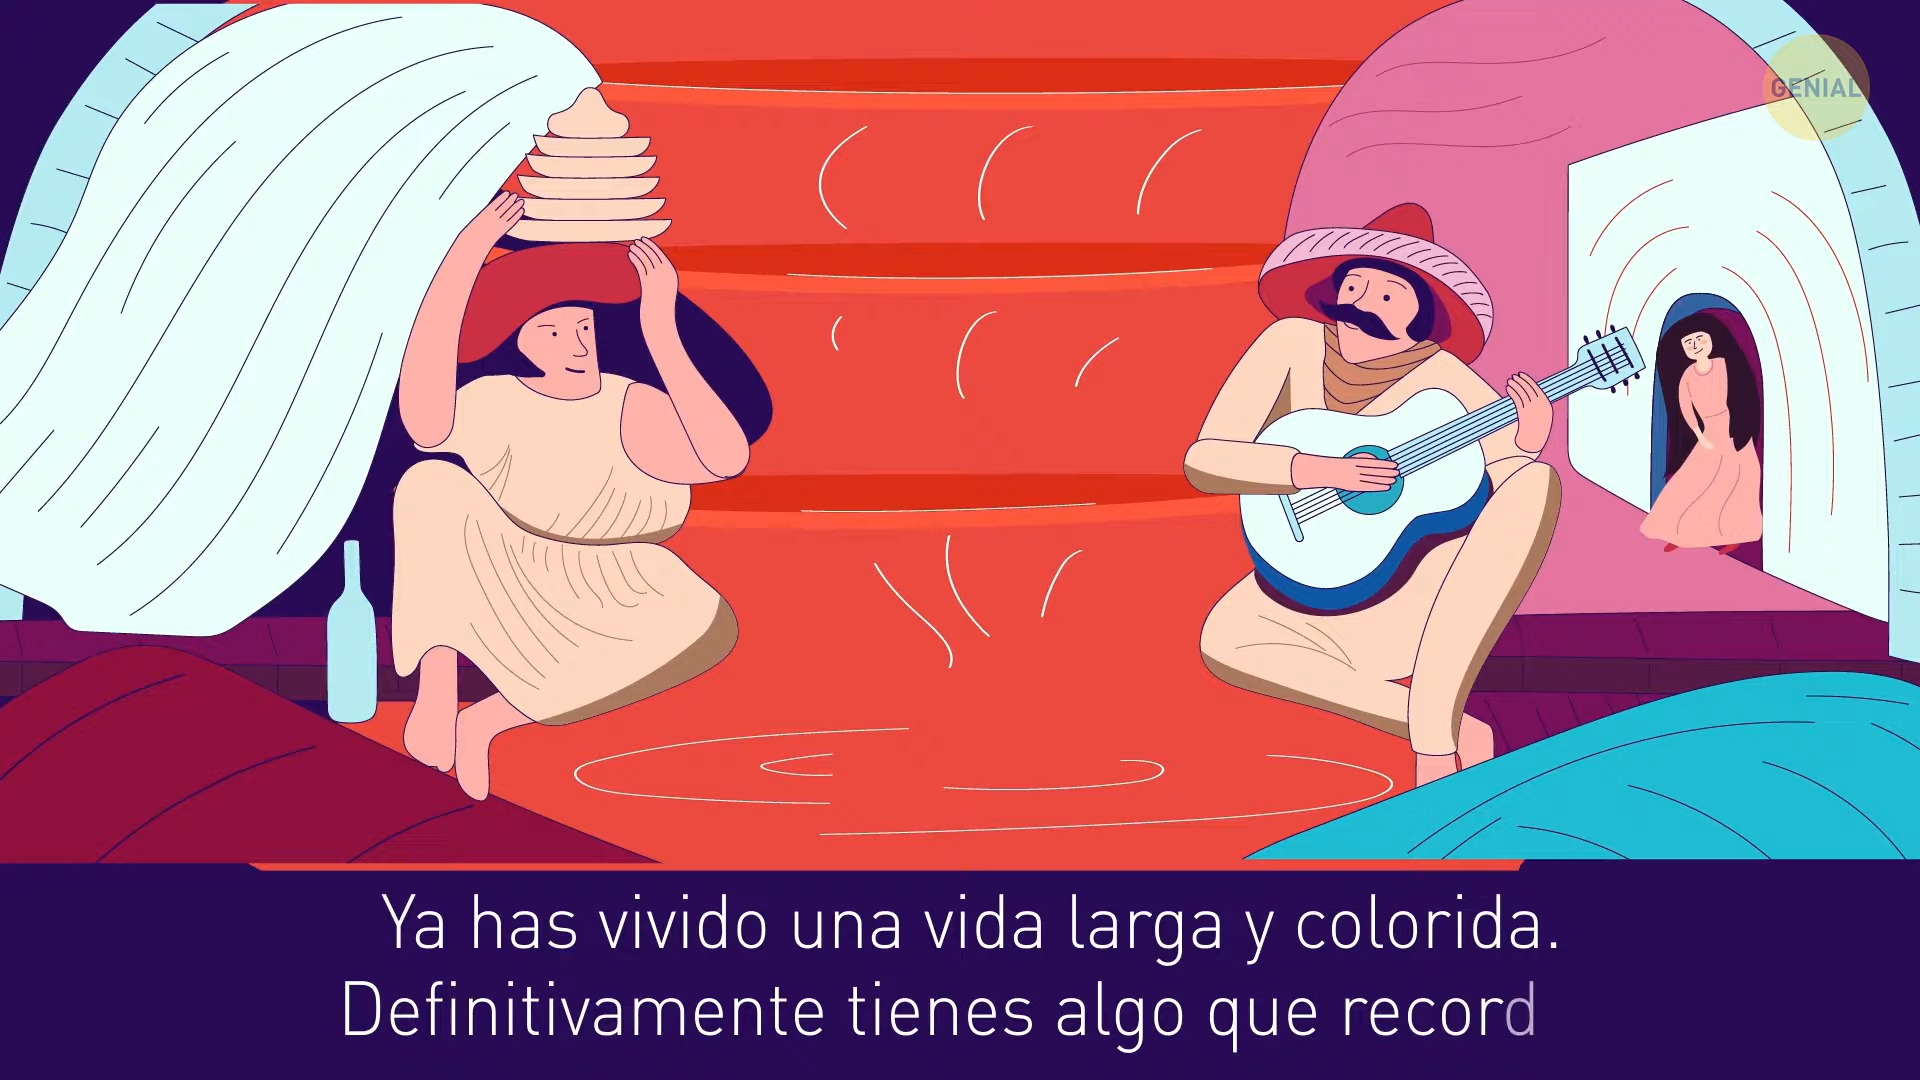 GENIAL
Ya has vivido una vida larga y colorida.
Definitivamente tienes algo que record